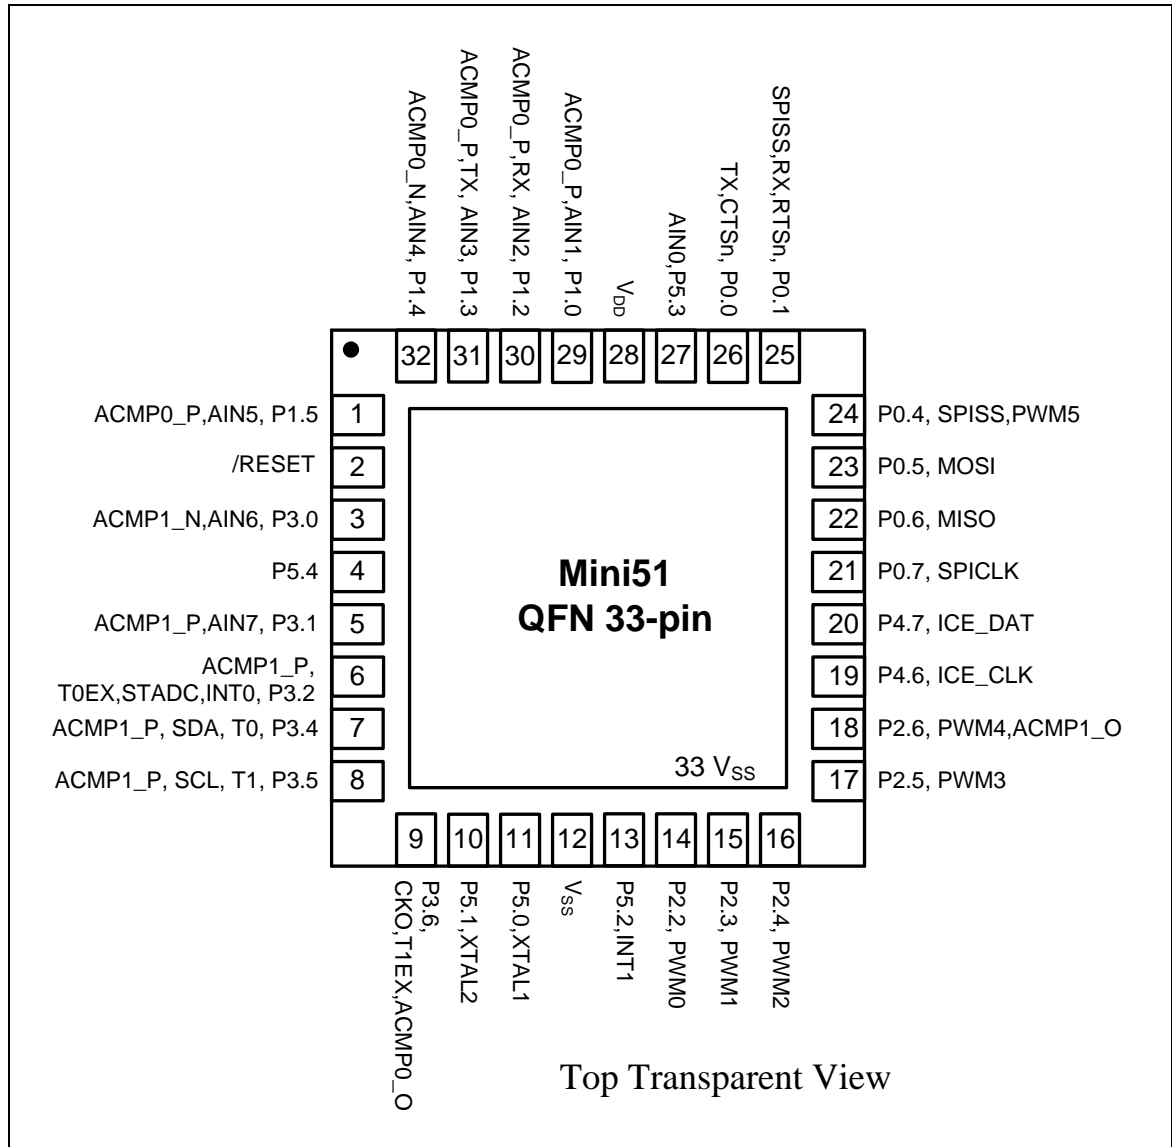 ACMP0_N,AIN4, P1.4
ACMP0_P,TX, AIN3, P1.3
ACMP0_P,RX, AIN2, P1.2
ACMP0_P,AIN1, P1.0
VDD
AIN0,P5.3
TX,CTSn, P0.0
SPISS,RX,RTSn, P0.1
32 31 30 29 28 27 26 25
ACMP0_P,AIN5, P1.5 1
/RESET 2
ACMP1_N,AIN6, P3.0 3
P5.4 4
ACMP1_P,AIN7, P3.1 5
ACMP1_P,
T0EX,STADC,INT0, P3.2 6
ACMP1_P, SDA, T0, P3.4 7
ACMP1_P, SCL, T1, P3.5 8
Mini51
QFN 33-pin
33 VSS
24 P0.4, SPISS,PWM5
23 P0.5, MOSI
22 P0.6, MISO
21 P0.7, SPICLK
20 P4.7, ICE_DAT
19 P4.6, ICE_CLK
18 P2.6, PWM4,ACMP1_O
17 P2.5, PWM3
9 10 11 12 13 14 15 16
P3.6,
CKO,T1EX,ACMP0_O
P5.1,XTAL2
P5.0,XTAL1
VSS
P5.2,INT1
P2.2, PWM0
P2.3, PWM1
P2.4, PWM2
Top Transparent View